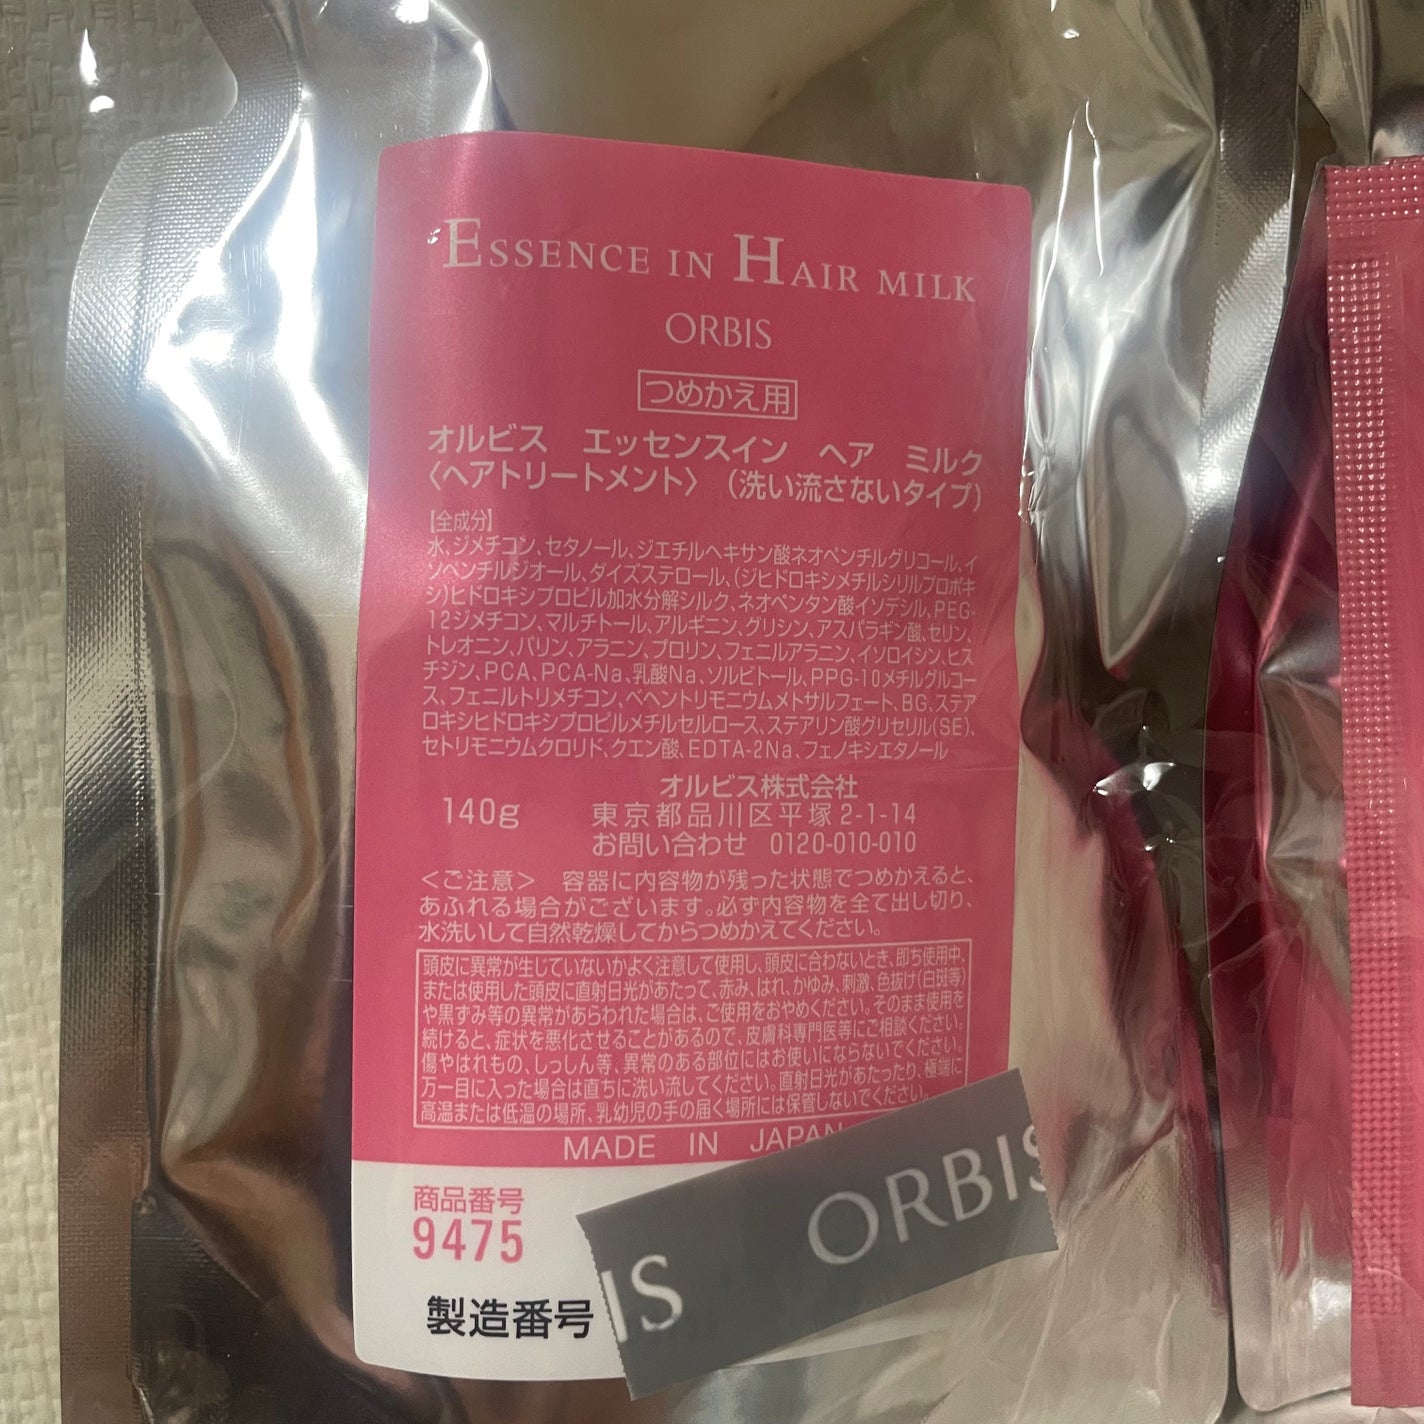 ESSENCE IN HAIR MILK
ORBIS
つめかえ用
オルビス　エッセンスイン　ヘア　ミルク
〈ヘアトリートメント〉（洗い流さないタイプ）
【全成分】
水、ジメチコン、セタノール、ジエチルヘキサン酸ネオペンチルグリコール、イ
ソペンチルジオール、ダイズステロール、（ジヒドロキシメチルシリルプロポキ
シ）ヒドロキシプロピル加水分解シルク、ネオペンタン酸イソデシル、PEG-
12ジメチコン、マルチトール、アルギニン、グリシン、アスパラギン酸、セリン、
トレオニン、バリン、アラニン、プロリン、フェニルアラニン、イソロイシン、ヒス
チジン、PCA、PCA-Na、乳酸Na、ソルビトール、PPG-10メチルグルコー
ス、フェニルトリメチコン、ベヘントリモニウムメトサルフェート、BG、ステア
ロキシヒドロキシプロピルメチルセルロース、ステアリン酸グリセリル(SE)、
セトリモニウムクロリド、クエン酸、EDTA-2Na、フェノキシエタノール
オルビス株式会社
140g 東京都品川区平塚2-1-14
お問い合わせ 0120-010-010
＜ご注意＞　容器に内容物が残った状態でつめかえると、
あふれる場合がございます。必ず内容物を全て出し切り、
水洗いして自然乾燥してからつめかえてください。
頭皮に異常が生じていないかよく注意して使用し、頭皮に合わないとき、即ち使用中、
または使用した頭皮に直射日光があたって、赤み、はれ、かゆみ、刺激、色抜け(白斑等)
や黒ずみ等の異常があらわれた場合は、ご使用をおやめください。そのまま使用を
続けると、症状を悪化させることがあるので、皮膚科専門医等にご相談ください。
傷やはれもの、しっしん等、異常のある部位にはお使いにならないでください。
万一目に入った場合は直ちに洗い流してください。直射日光があたったり、極端に
高温または低温の場所、乳幼児の手の届く場所には保管しないでください。
MADE IN JAPAN
商品番号
9475
製造番号
IS ORBIS